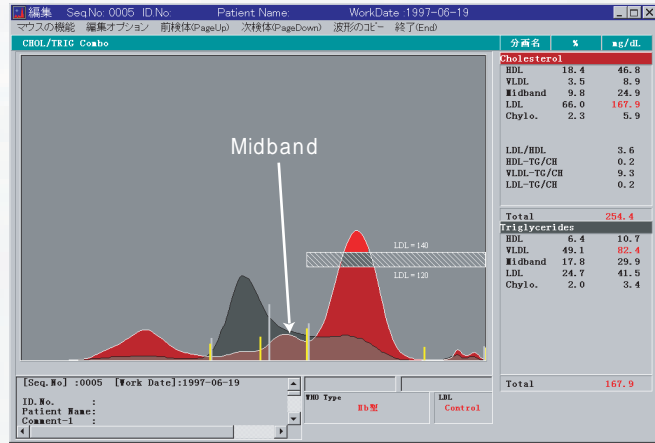 編集 Seq.No: 0005 ID.No: Patient Name: WorkDate :1997-06-19
マウスの機能 編集オプション 前検体(PageUp) 次検体(PageDown) 波形のコピー 終了(End)
CHOL/TRIG Combo
分画名 % mg/dL
Cholesterol
HDL 18.4 46.8
VLDL 3.5 8.9
Midband 9.8 24.9
LDL 66.0 167.9
Chylo. 2.3 5.9
LDL/HDL 3.6
HDL-TG/CH 0.2
VLDL-TG/CH 9.3
LDL-TG/CH 0.2
Total 254.4
Triglycerides
HDL 6.4 10.7
VLDL 49.1 82.4
Midband 17.8 29.9
LDL 24.7 41.5
Chylo. 2.0 3.4
Total 167.9
Midband
LDL = 140
LDL = 120
[Seq.No] :0005 [Work Date]:1997-06-19
ID.No. :
Patient Name:
Comment-1 :
WHO Type
IIb型
LDL
Control